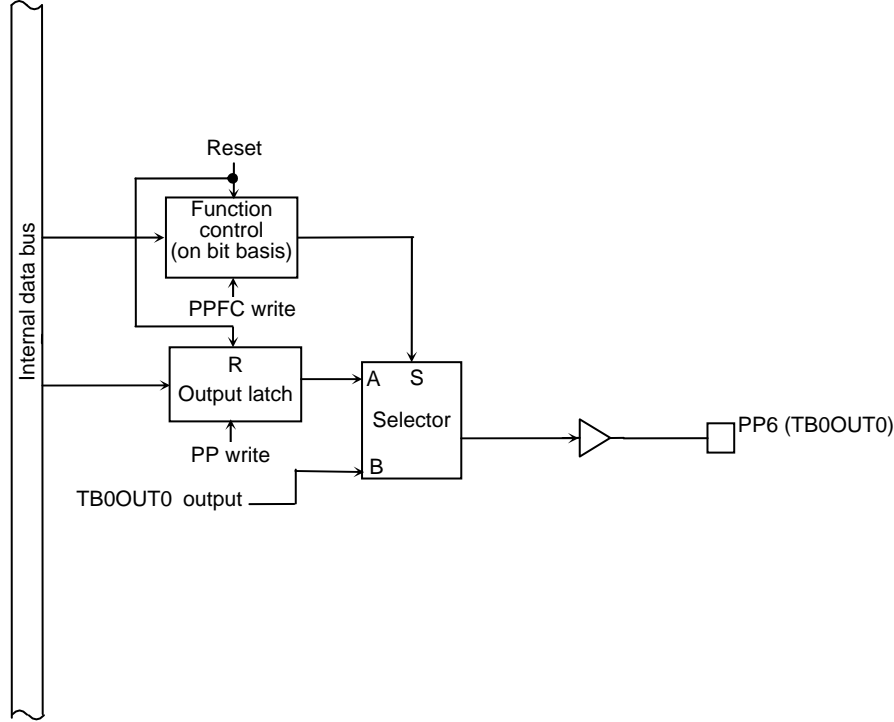 Internal data bus
Reset
Function
control
(on bit basis)
PPFC write
R
Output latch
PP write
A
S
Selector
B
TB0OUT0 output
PP6 (TB0OUT0)